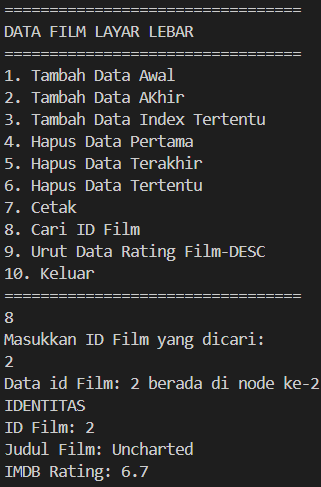 =================================
DATA FILM LAYAR LEBAR
=================================
1. Tambah Data Awal
2. Tambah Data AKhir
3. Tambah Data Index Tertentu
4. Hapus Data Pertama
5. Hapus Data Terakhir
6. Hapus Data Tertentu
7. Cetak
8. Cari ID Film
9. Urut Data Rating Film-DESC
10. Keluar
=================================
8
Masukkan ID Film yang dicari:
2
Data id Film: 2 berada di node ke-2
IDENTITAS
ID Film: 2
Judul Film: Uncharted
IMDB Rating: 6.7